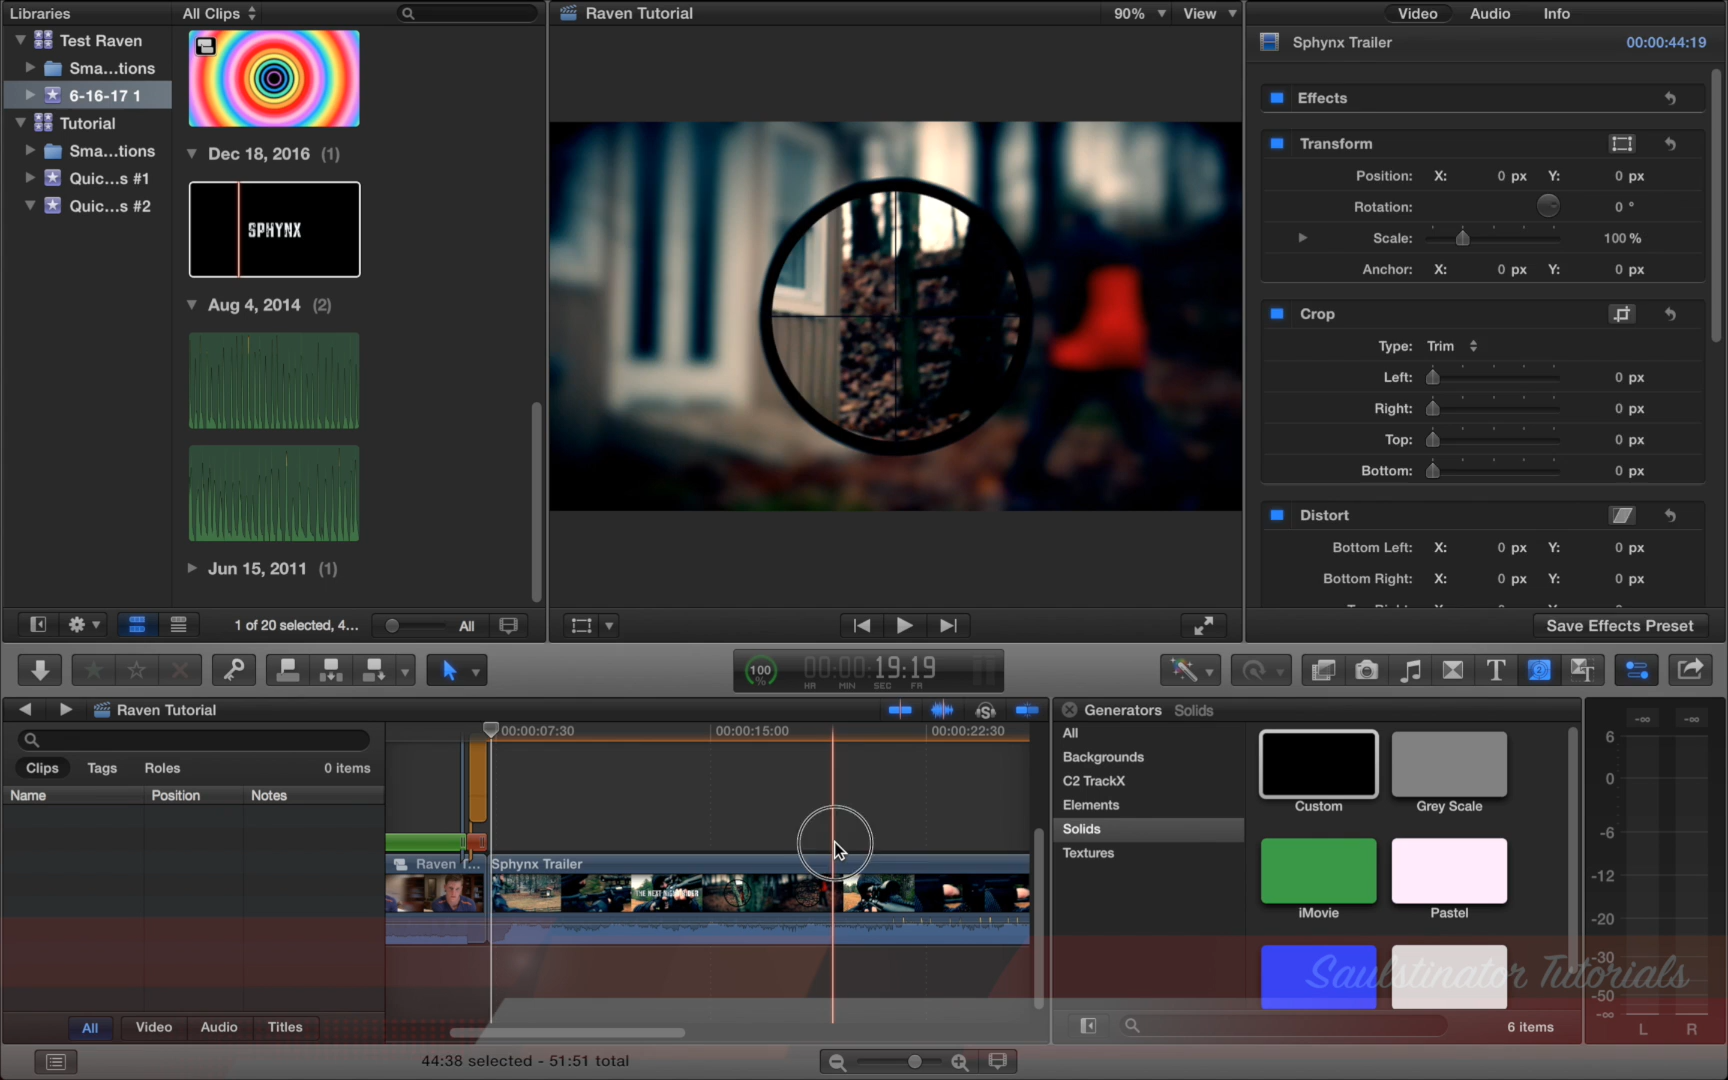 Libraries
All Clips
Raven Tutorial
90%
View
Video
Audio
Info
Test Raven
Sma...tions
6-16-17 1
Tutorial
Sma...tions
Quic...s #1
Quic...s #2
Dec 18, 2016 (1)
SPHYNX
Aug 4, 2014 (2)
Jun 15, 2011 (1)
1 of 20 selected, 4...
All
Sphynx Trailer
00:00:44:19
Effects
Transform
Position: X: 0 px Y: 0 px
Rotation: 0 °
Scale: 100 %
Anchor: X: 0 px Y: 0 px
Crop
Type: Trim
Left: 0 px
Right: 0 px
Top: 0 px
Bottom: 0 px
Distort
Bottom Left: X: 0 px Y: 0 px
Bottom Right: X: 0 px Y: 0 px
Save Effects Preset
100 %
00:00:19:19
HR MIN SEC FR
Raven Tutorial
Clips
Tags
Roles
0 items
Name
Position
Notes
00:00:07:30
00:00:15:00
00:00:22:30
Raven T...
Sphynx Trailer
All
Video
Audio
Titles
44:38 selected - 51:51 total
Generators Solids
All
Backgrounds
C2 TrackX
Elements
Solids
Textures
Custom
Grey Scale
iMovie
Pastel
6 items
-∞ -∞
6
0
-6
-12
-20
-30
-50
-∞
L R
Saulstinator Tutorials